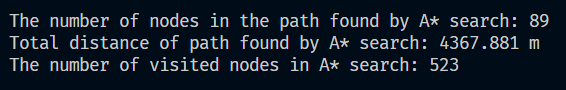 The number of nodes in the path found by A* search: 89
Total distance of path found by A* search: 4367.881 m
The number of visited nodes in A* search: 523